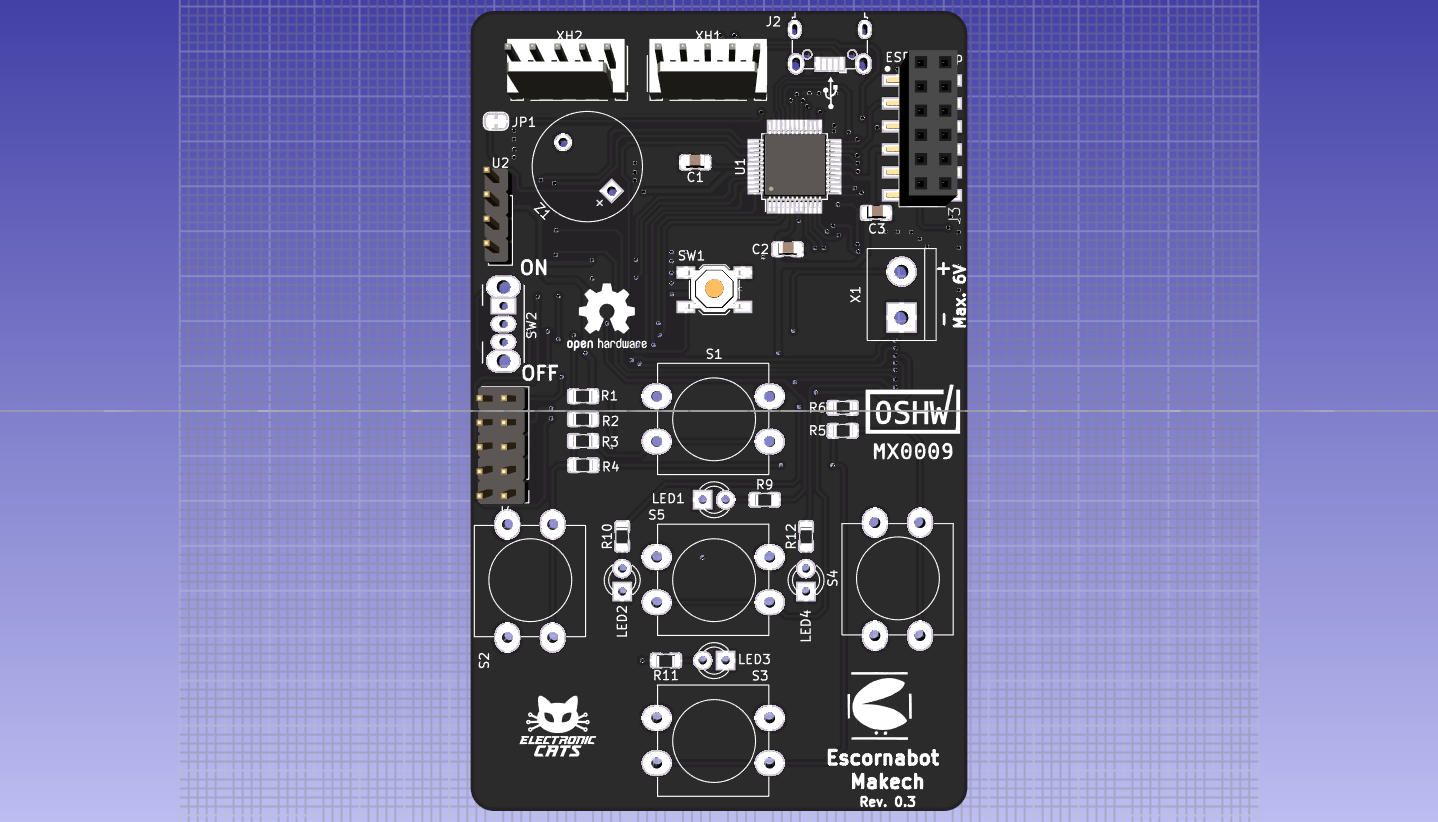 J2
XH2
XH1
JP1
U2
U1
C1
Z1
J3
C3
C2
ON
SW1
+
X1
Max. 6V
-
SW2
open hardware
OFF
S1
R1
R2
R3
R4
R6
R5
OSHW
MX0009
R9
LED1
S5
R10
R12
S4
LED2
LED4
S2
LED3
R11
S3
ELECTRONIC
CATS
Escornabot
Makech
Rev. 0.3